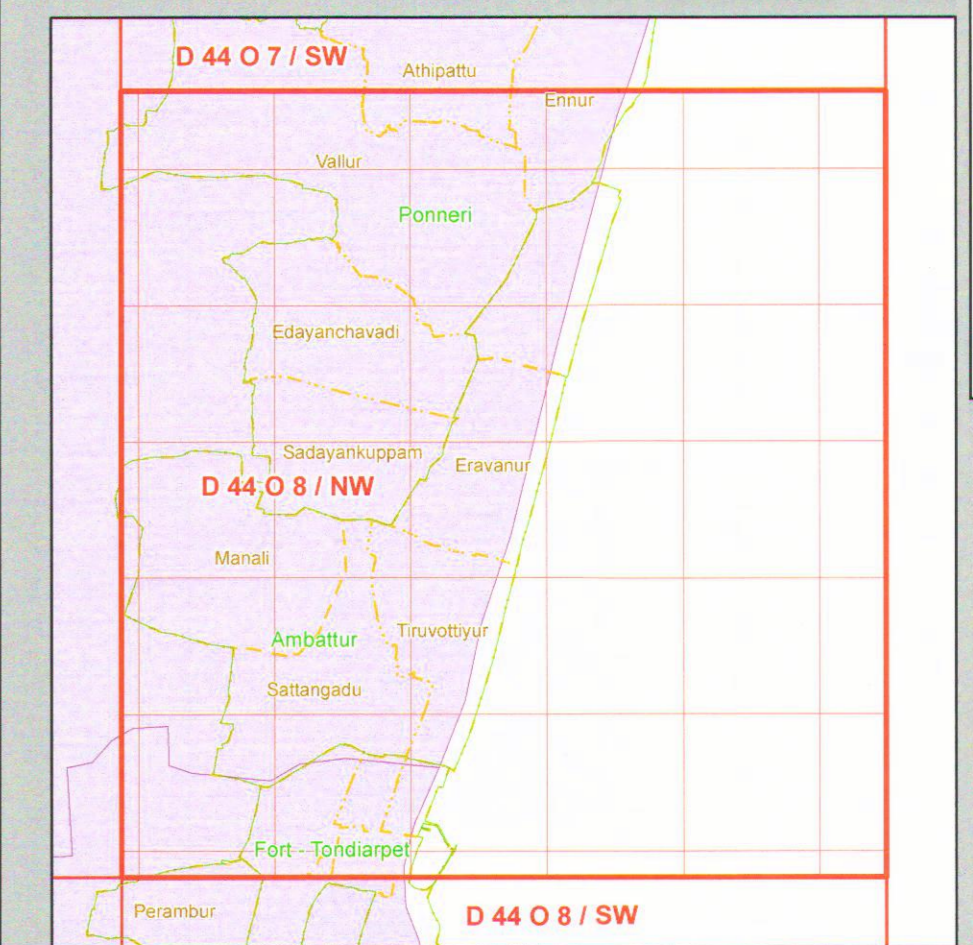 D 44 O 7 / SW
Athipattu
Ennur
Vallur
Ponneri
Edayanchavadi
Sadayankuppam
Eravanur
D 44 O 8 / NW
Manali
Tiruvottiyur
Ambattur
Sattangadu
Fort - Tondiarpet
Perambur
D 44 O 8 / SW